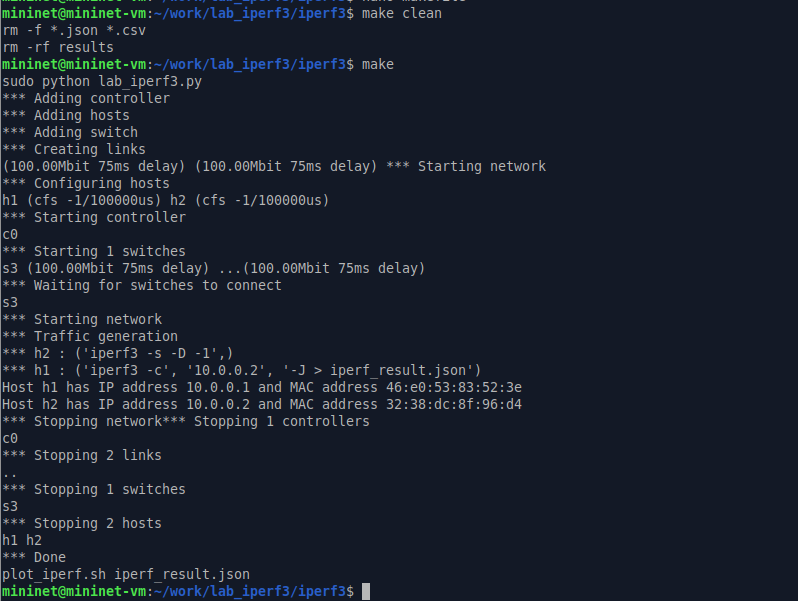 mininet@mininet-vm:~/work/lab_iperf3/iperf3$ make clean
rm -f *.json *.csv
rm -rf results
mininet@mininet-vm:~/work/lab_iperf3/iperf3$ make
sudo python lab_iperf3.py
*** Adding controller
*** Adding hosts
*** Adding switch
*** Creating links
(100.00Mbit 75ms delay) (100.00Mbit 75ms delay) *** Starting network
*** Configuring hosts
h1 (cfs -1/100000us) h2 (cfs -1/100000us)
*** Starting controller
c0
*** Starting 1 switches
s3 (100.00Mbit 75ms delay) ...(100.00Mbit 75ms delay)
*** Waiting for switches to connect
s3
*** Starting network
*** Traffic generation
*** h2 : ('iperf3 -s -D -1',)
*** h1 : ('iperf3 -c', '10.0.0.2', '-J > iperf_result.json')
Host h1 has IP address 10.0.0.1 and MAC address 46:e0:53:83:52:3e
Host h2 has IP address 10.0.0.2 and MAC address 32:38:dc:8f:96:d4
*** Stopping network*** Stopping 1 controllers
c0
*** Stopping 2 links
..
*** Stopping 1 switches
s3
*** Stopping 2 hosts
h1 h2
*** Done
plot_iperf.sh iperf_result.json
mininet@mininet-vm:~/work/lab_iperf3/iperf3$